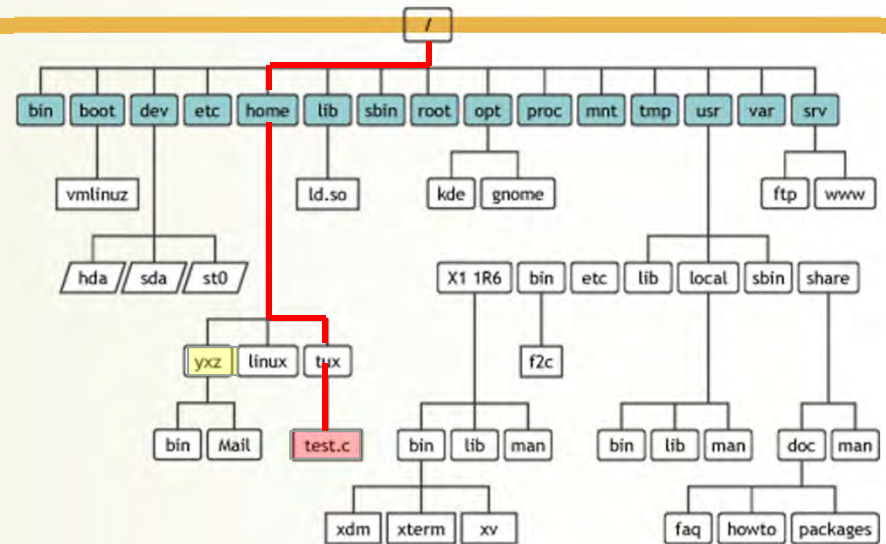 /
bin boot dev etc home lib sbin root opt proc mnt tmp usr var srv
vmlinuz ld.so kde gnome ftp www
hda sda st0 X1 1R6 bin etc lib local sbin share
yxz linux tux f2c
bin Mail test.c bin lib man bin lib man doc man
xdm xterm xv faq howto packages